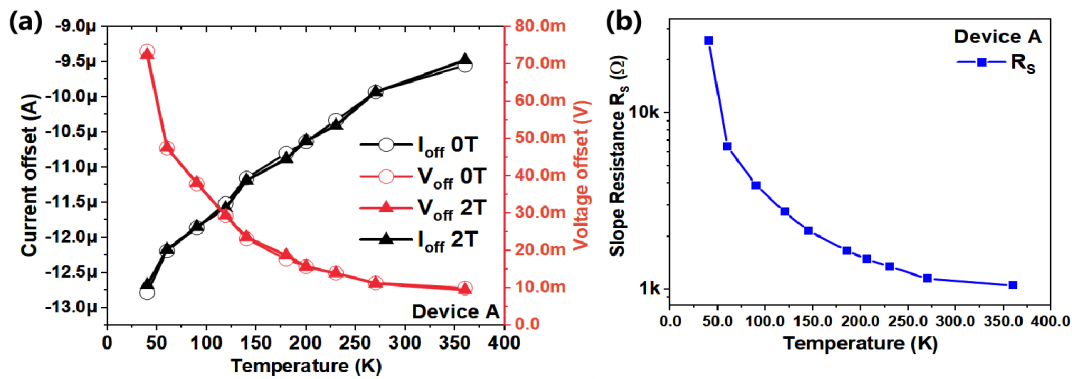 (a)
-9.0µ
-9.5µ
-10.0µ
-10.5µ
-11.0µ
-11.5µ
-12.0µ
-12.5µ
-13.0µ
Current offset (A)
80.0m
70.0m
60.0m
50.0m
40.0m
30.0m
20.0m
10.0m
0.0
Voltage offset (V)
Ioff 0T
Voff 0T
Voff 2T
Ioff 2T
Device A
0 50 100 150 200 250 300 350 400
Temperature (K)
(b)
Device A
RS
10k
1k
Slope Resistance RS (Ω)
0.0 50.0 100.0 150.0 200.0 250.0 300.0 350.0 400.0
Temperature (K)